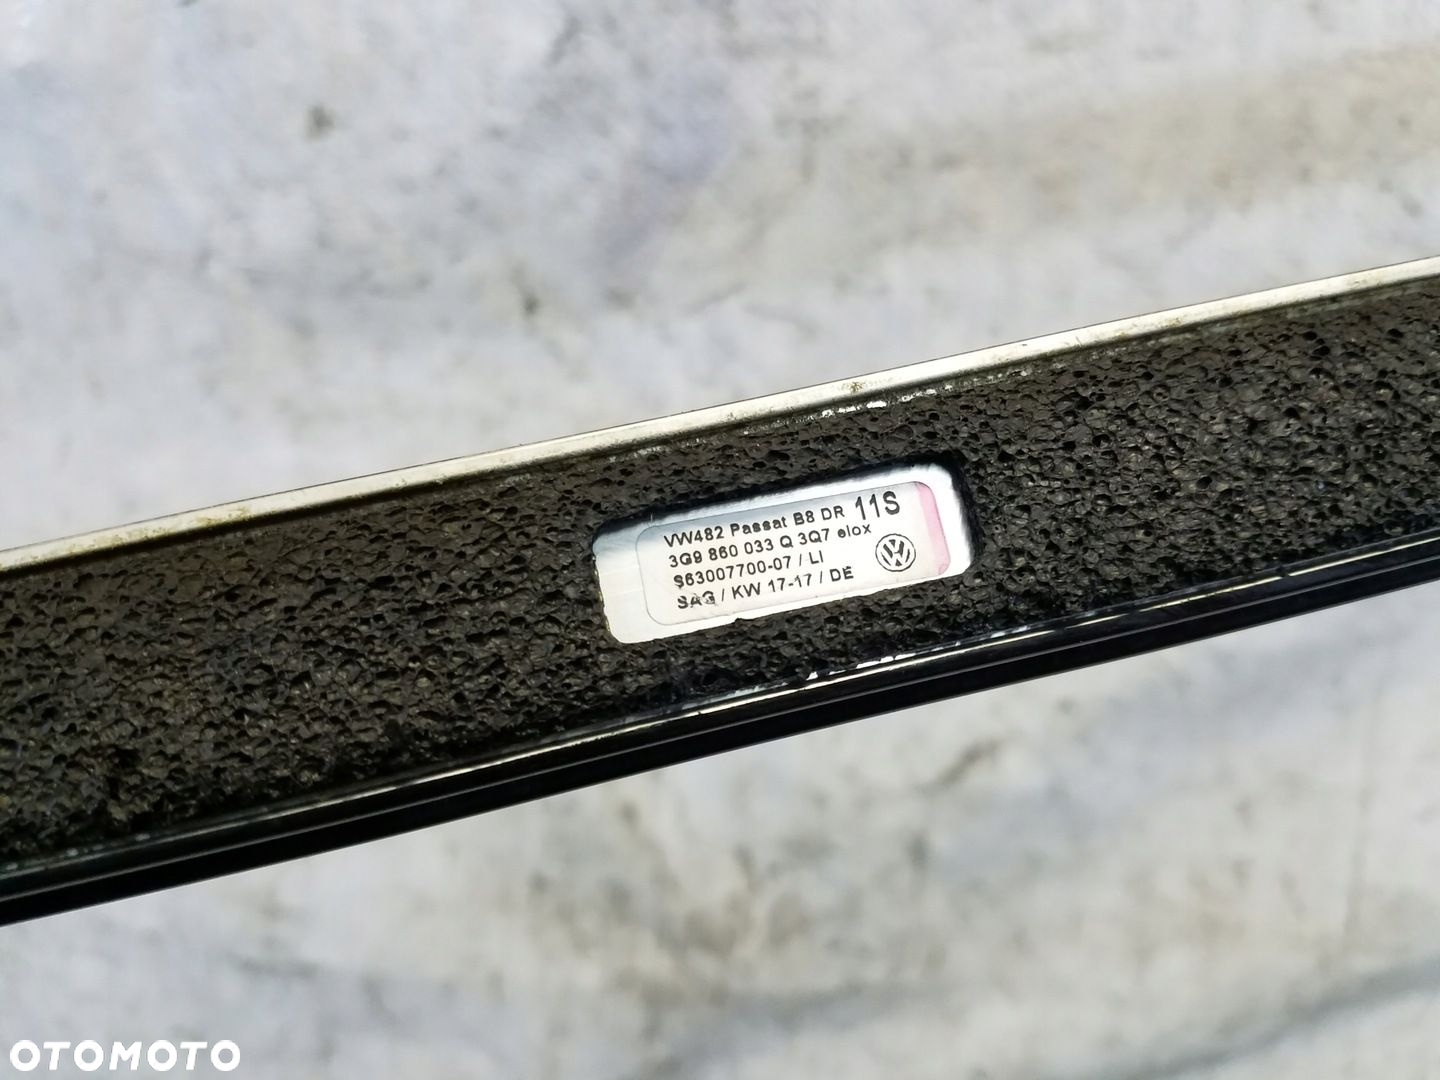 VW482 Passat B8 DR 11S
3G9 860 033 Q 3Q7 elox
S63007700-07 / LI
SAG / KW 17-17 / DE
OTOMOTO